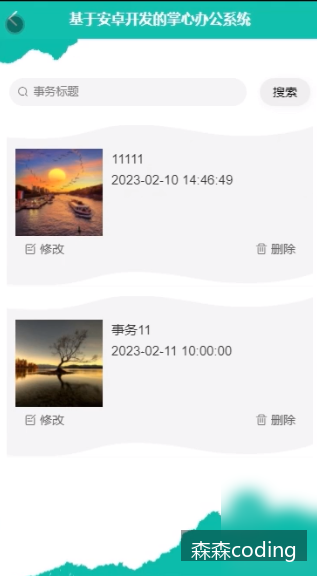 基于安卓开发的掌心办公系统
事务标题
搜索
11111
2023-02-10 14:46:49
修改
删除
事务11
2023-02-11 10:00:00
修改
删除
森森coding